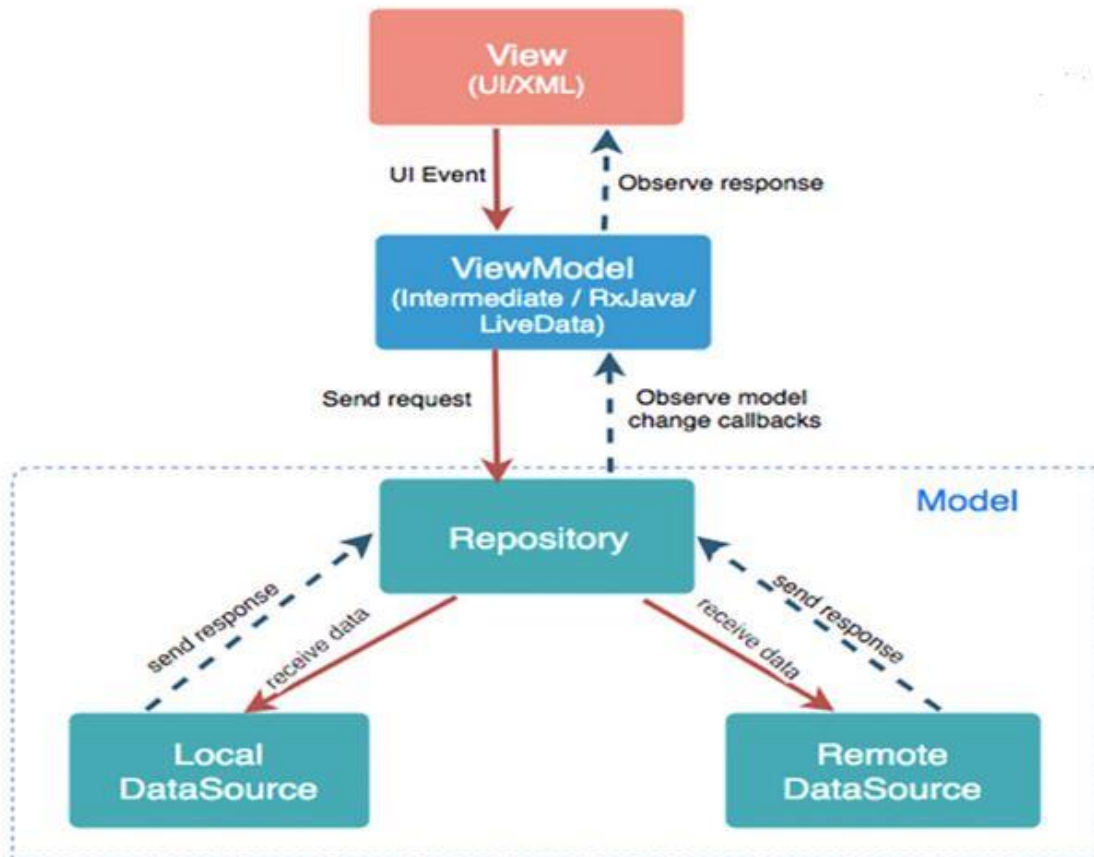 View
(UI/XML)
UI Event
Observe response
ViewModel
(Intermediate / RxJava/
LiveData)
Send request
Observe model
change callbacks
Model
Repository
send response
receive data
receive data
send response
Local
DataSource
Remote
DataSource